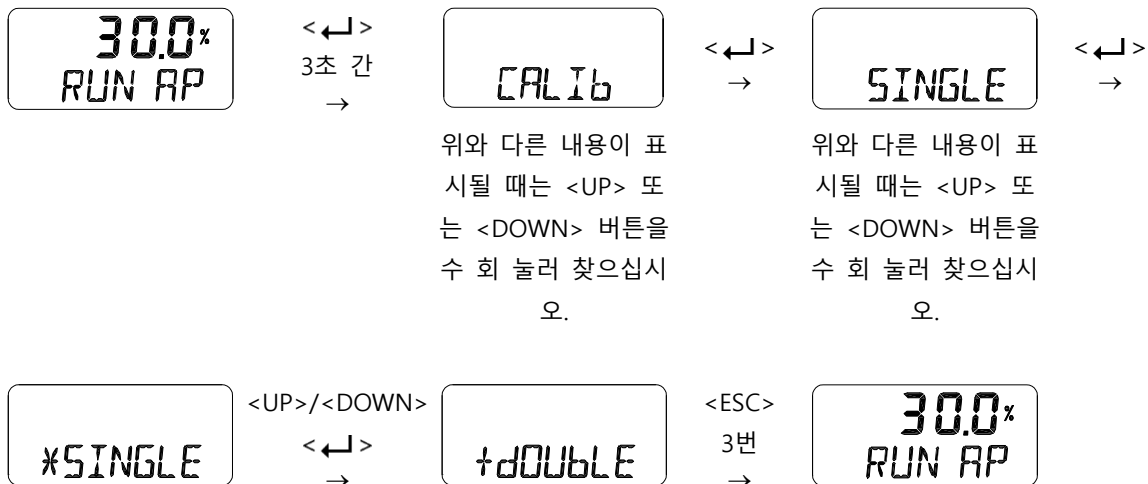 30.0%
RUN AP
<↵>
3초 간
→
CALIb
<↵>
→
SINGLE
<↵>
→
위와 다른 내용이 표
시될 때는 <UP> 또
는 <DOWN> 버튼을
수 회 눌러 찾으십시
오.
위와 다른 내용이 표
시될 때는 <UP> 또
는 <DOWN> 버튼을
수 회 눌러 찾으십시
오.
*SINGLE
<UP>/<DOWN>
<↵>
→
+dOUbLE
<ESC>
3번
→
30.0%
RUN AP